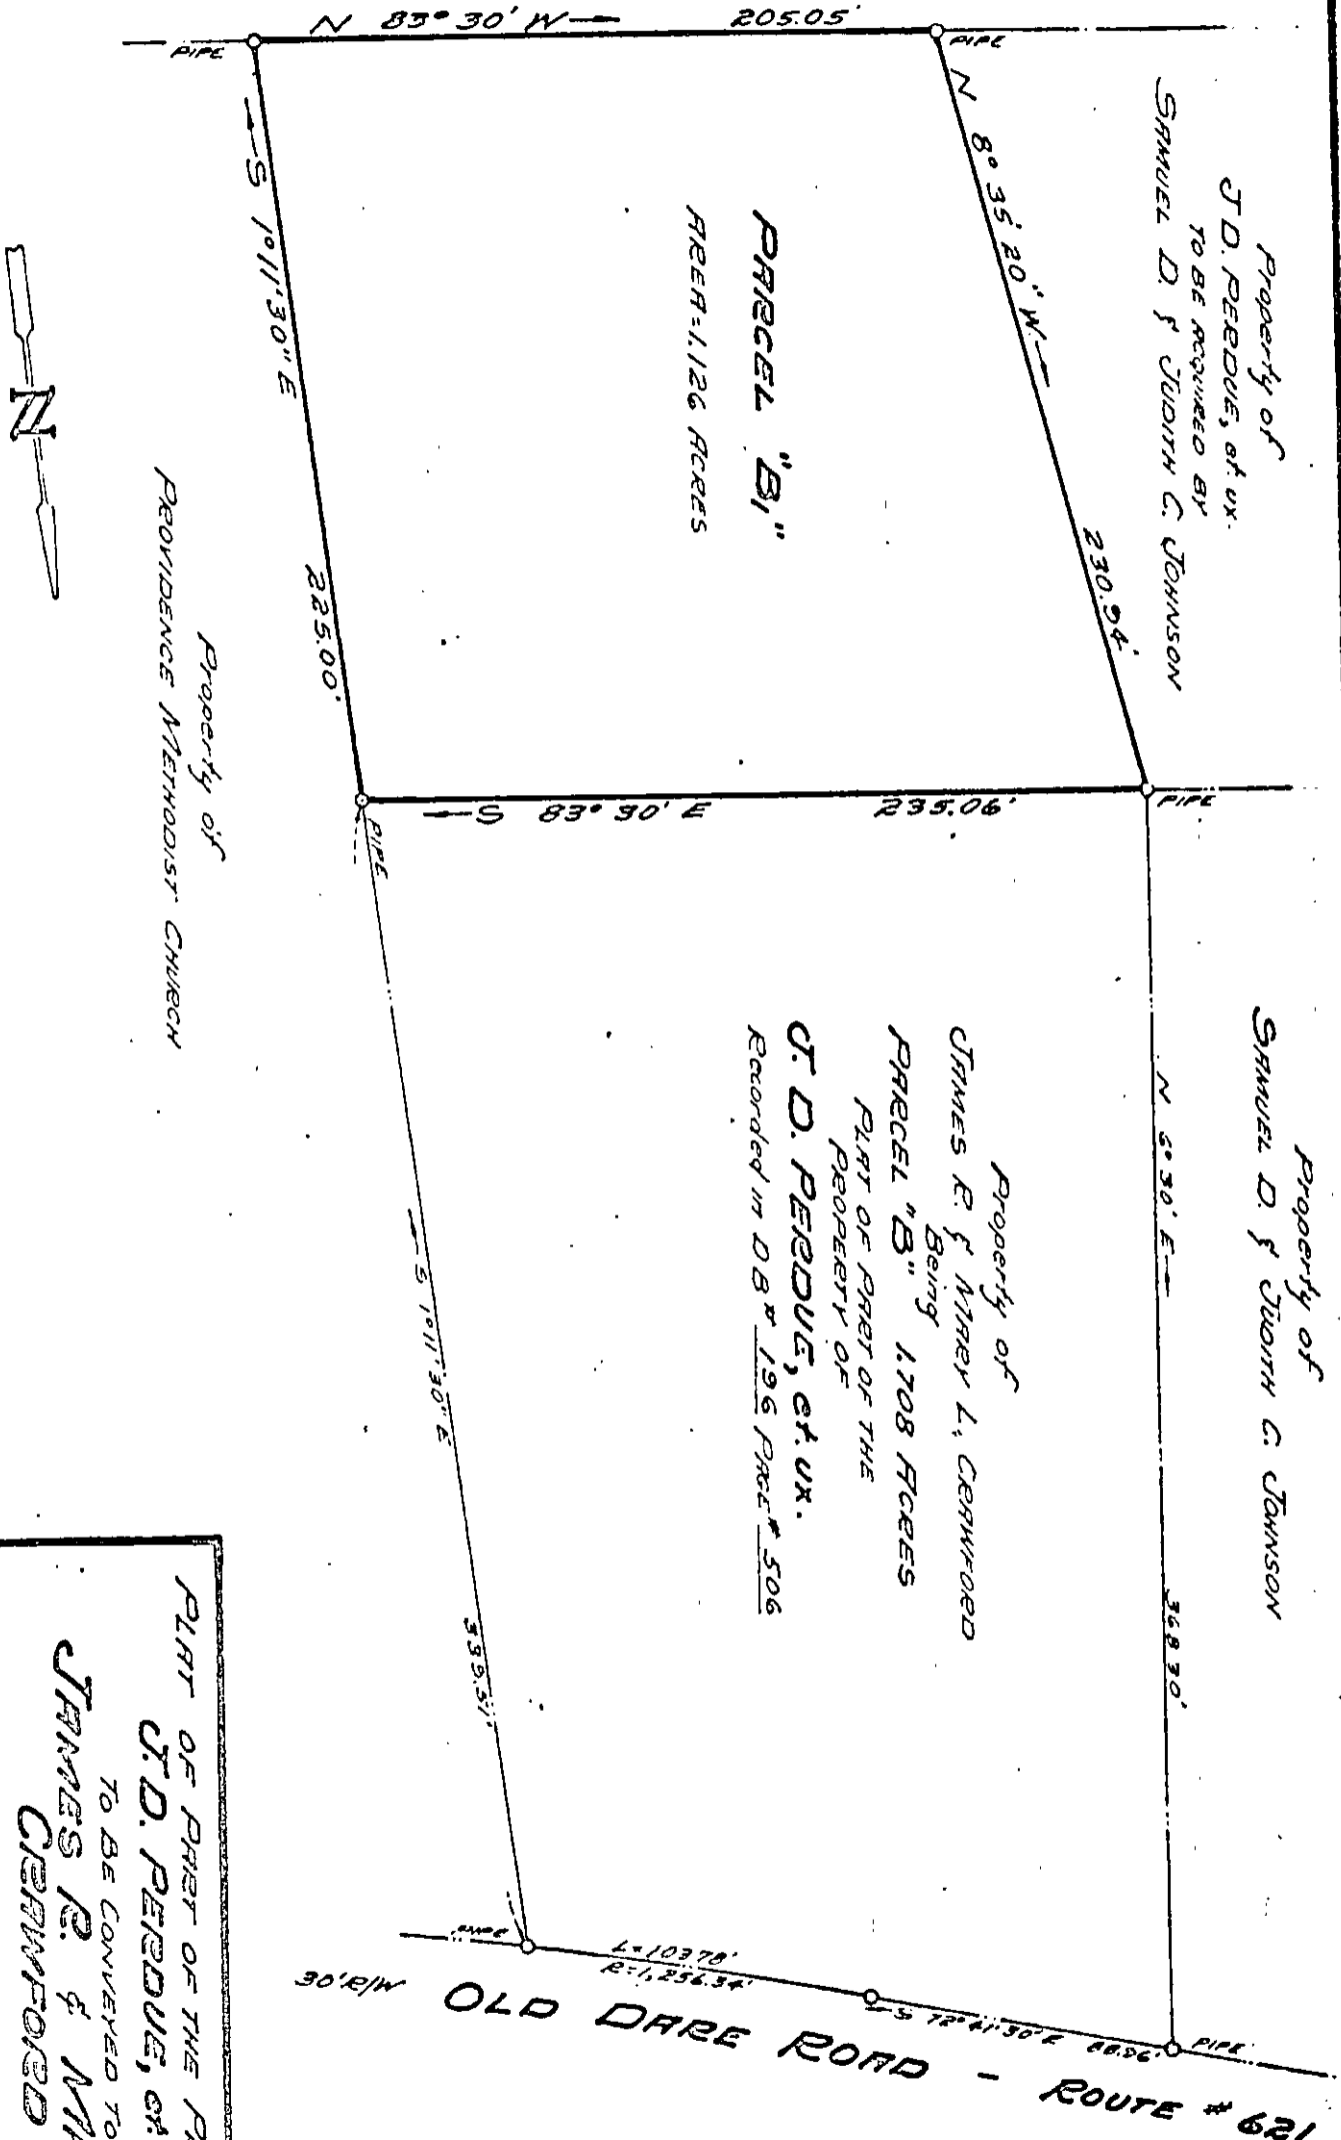 N 83° 30' W 205.05'
PIPE
PIPE
N 8° 35' 20" W 230.94'
S 1° 11' 30" E 225.00'
S 83° 30' E 235.06'
PIPE
PIPE
Property of
J D. PERDUE, et. ux.
TO BE ACQUIRED BY
SAMUEL D. & JUDITH C. JOHNSON
PARCEL "B1"
AREA = 1.126 ACRES
Property of
PROVIDENCE METHODIST CHURCH
N
Property of
SAMUEL D. & JUDITH C. JOHNSON
N 6° 30' E 368.30'
Property of
JAMES R. & MARY L. CRAWFORD
Being
PARCEL "B" 1.708 ACRES
PLAT OF PART OF THE
PROPERTY OF
J. D. PERDUE, et. ux.
Recorded in DB # 196 PAGE # 506
S 1° 11' 30" E 339.51'
PIPE
L=103.78'
R=1,256.34'
S 72° 41' 30" E 88.96'
PIPE
30' R/W
OLD DARE ROAD - ROUTE # 621
PLAT OF PART OF THE
J. D. PERDUE, et.
TO BE CONVEYED TO
JAMES R. &
CRAWFORD